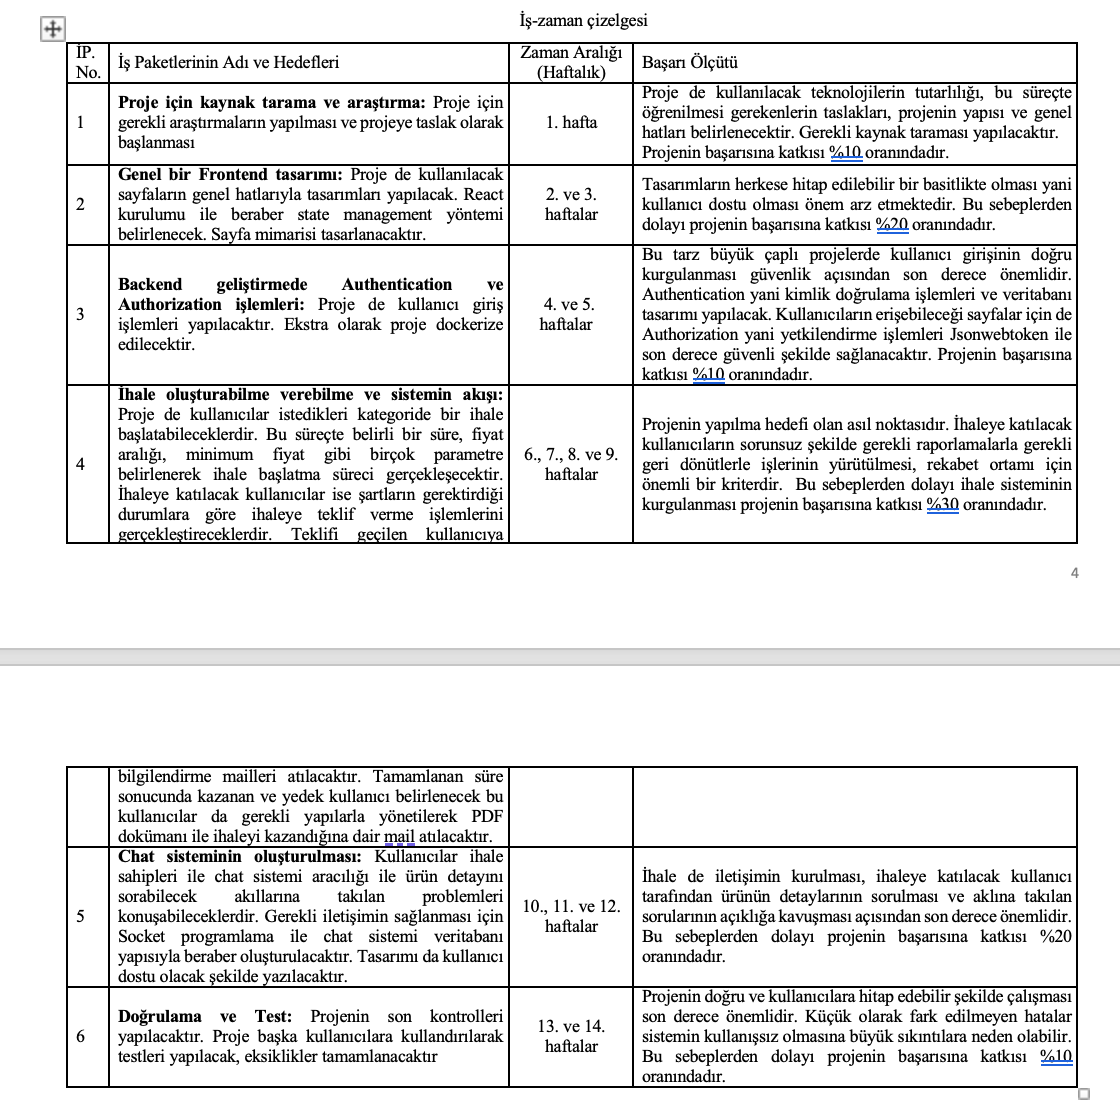 İş-zaman çizelgesi
İP.
No.
İş Paketlerinin Adı ve Hedefleri
Zaman Aralığı
(Haftalık)
Başarı Ölçütü
1
Proje için kaynak tarama ve araştırma: Proje için
gerekli araştırmaların yapılması ve projeye taslak olarak
başlanması
1. hafta
Proje de kullanılacak teknolojilerin tutarlılığı, bu süreçte
öğrenilmesi gerekenlerin taslakları, projenin yapısı ve genel
hatları belirlenecektir. Gerekli kaynak taraması yapılacaktır.
Projenin başarısına katkısı %10 oranındadır.
2
Genel bir Frontend tasarımı: Proje de kullanılacak
sayfaların genel hatlarıyla tasarımları yapılacak. React
kurulumu ile beraber state management yöntemi
belirlenecek. Sayfa mimarisi tasarlanacaktır.
2. ve 3.
haftalar
Tasarımların herkese hitap edilebilir bir basitlikte olması yani
kullanıcı dostu olması önem arz etmektedir. Bu sebeplerden
dolayı projenin başarısına katkısı %20 oranındadır.
3
Backend geliştirmede Authentication ve
Authorization işlemleri: Proje de kullanıcı giriş
işlemleri yapılacaktır. Ekstra olarak proje dockerize
edilecektir.
4. ve 5.
haftalar
Bu tarz büyük çaplı projelerde kullanıcı girişinin doğru
kurgulanması güvenlik açısından son derece önemlidir.
Authentication yani kimlik doğrulama işlemleri ve veritabanı
tasarımı yapılacak. Kullanıcıların erişebileceği sayfalar için de
Authorization yani yetkilendirme işlemleri Jsonwebtoken ile
son derece güvenli şekilde sağlanacaktır. Projenin başarısına
katkısı %10 oranındadır.
4
İhale oluşturabilme verebilme ve sistemin akışı:
Proje de kullanıcılar istedikleri kategoride bir ihale
başlatabileceklerdir. Bu süreçte belirli bir süre, fiyat
aralığı, minimum fiyat gibi birçok parametre
belirlenerek ihale başlatma süreci gerçekleşecektir.
İhaleye katılacak kullanıcılar ise şartların gerektirdiği
durumlara göre ihaleye teklif verme işlemlerini
gerçekleştireceklerdir. Teklifi geçilen kullanıcıya
6., 7., 8. ve 9.
haftalar
Projenin yapılma hedefi olan asıl noktasıdır. İhaleye katılacak
kullanıcıların sorunsuz şekilde gerekli raporlamalarla gerekli
geri dönütlerle işlerinin yürütülmesi, rekabet ortamı için
önemli bir kriterdir. Bu sebeplerden dolayı ihale sisteminin
kurgulanması projenin başarısına katkısı %30 oranındadır.
4
bilgilendirme mailleri atılacaktır. Tamamlanan süre
sonucunda kazanan ve yedek kullanıcı belirlenecek bu
kullanıcılar da gerekli yapılarla yönetilerek PDF
dokümanı ile ihaleyi kazandığına dair mail atılacaktır.
5
Chat sisteminin oluşturulması: Kullanıcılar ihale
sahipleri ile chat sistemi aracılığı ile ürün detayını
sorabilecek akıllarına takılan problemleri
konuşabileceklerdir. Gerekli iletişimin sağlanması için
Socket programlama ile chat sistemi veritabanı
yapısıyla beraber oluşturulacaktır. Tasarımı da kullanıcı
dostu olacak şekilde yazılacaktır.
10., 11. ve 12.
haftalar
İhale de iletişimin kurulması, ihaleye katılacak kullanıcı
tarafından ürünün detaylarının sorulması ve aklına takılan
sorularının açıklığa kavuşması açısından son derece önemlidir.
Bu sebeplerden dolayı projenin başarısına katkısı %20
oranındadır.
6
Doğrulama ve Test: Projenin son kontrolleri
yapılacaktır. Proje başka kullanıcılara kullandırılarak
testleri yapılacak, eksiklikler tamamlanacaktır
13. ve 14.
haftalar
Projenin doğru ve kullanıcılara hitap edebilir şekilde çalışması
son derece önemlidir. Küçük olarak fark edilmeyen hatalar
sistemin kullanışsız olmasına büyük sıkıntılara neden olabilir.
Bu sebeplerden dolayı projenin başarısına katkısı %10
oranındadır.